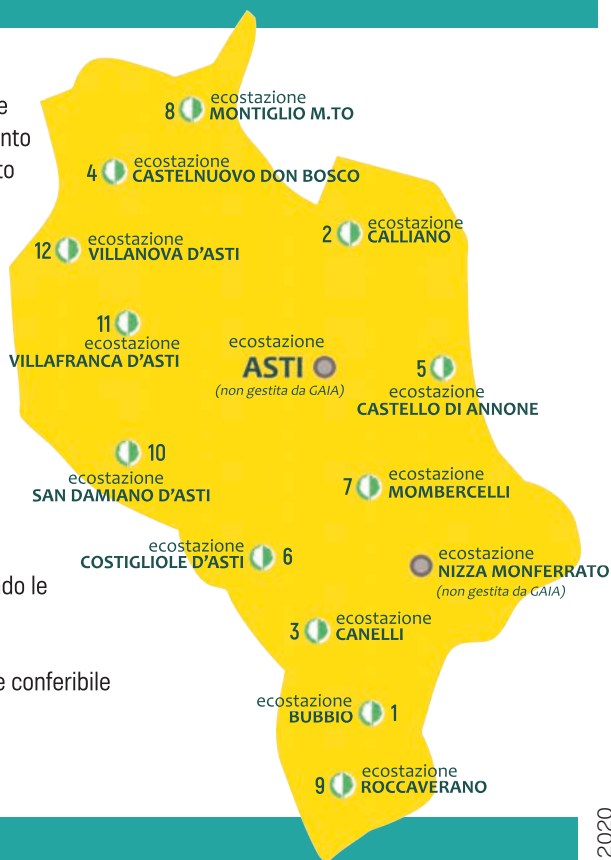 e
nto
to
ecostazione
8 MONTIGLIO M.TO
ecostazione
4 CASTELNUOVO DON BOSCO
ecostazione
2 CALLIANO
ecostazione
12 VILLANOVA D'ASTI
11
ecostazione
VILLAFRANCA D'ASTI
ecostazione
ASTI
(non gestita da GAIA)
5
ecostazione
CASTELLO DI ANNONE
10
ecostazione
SAN DAMIANO D'ASTI
ecostazione
7 MOMBERCELLI
ecostazione
COSTIGLIOLE D'ASTI 6
ecostazione
NIZZA MONFERRATO
(non gestita da GAIA)
do le
ecostazione
3 CANELLI
e conferibile
ecostazione
BUBBIO 1
ecostazione
9 ROCCAVERANO
2020